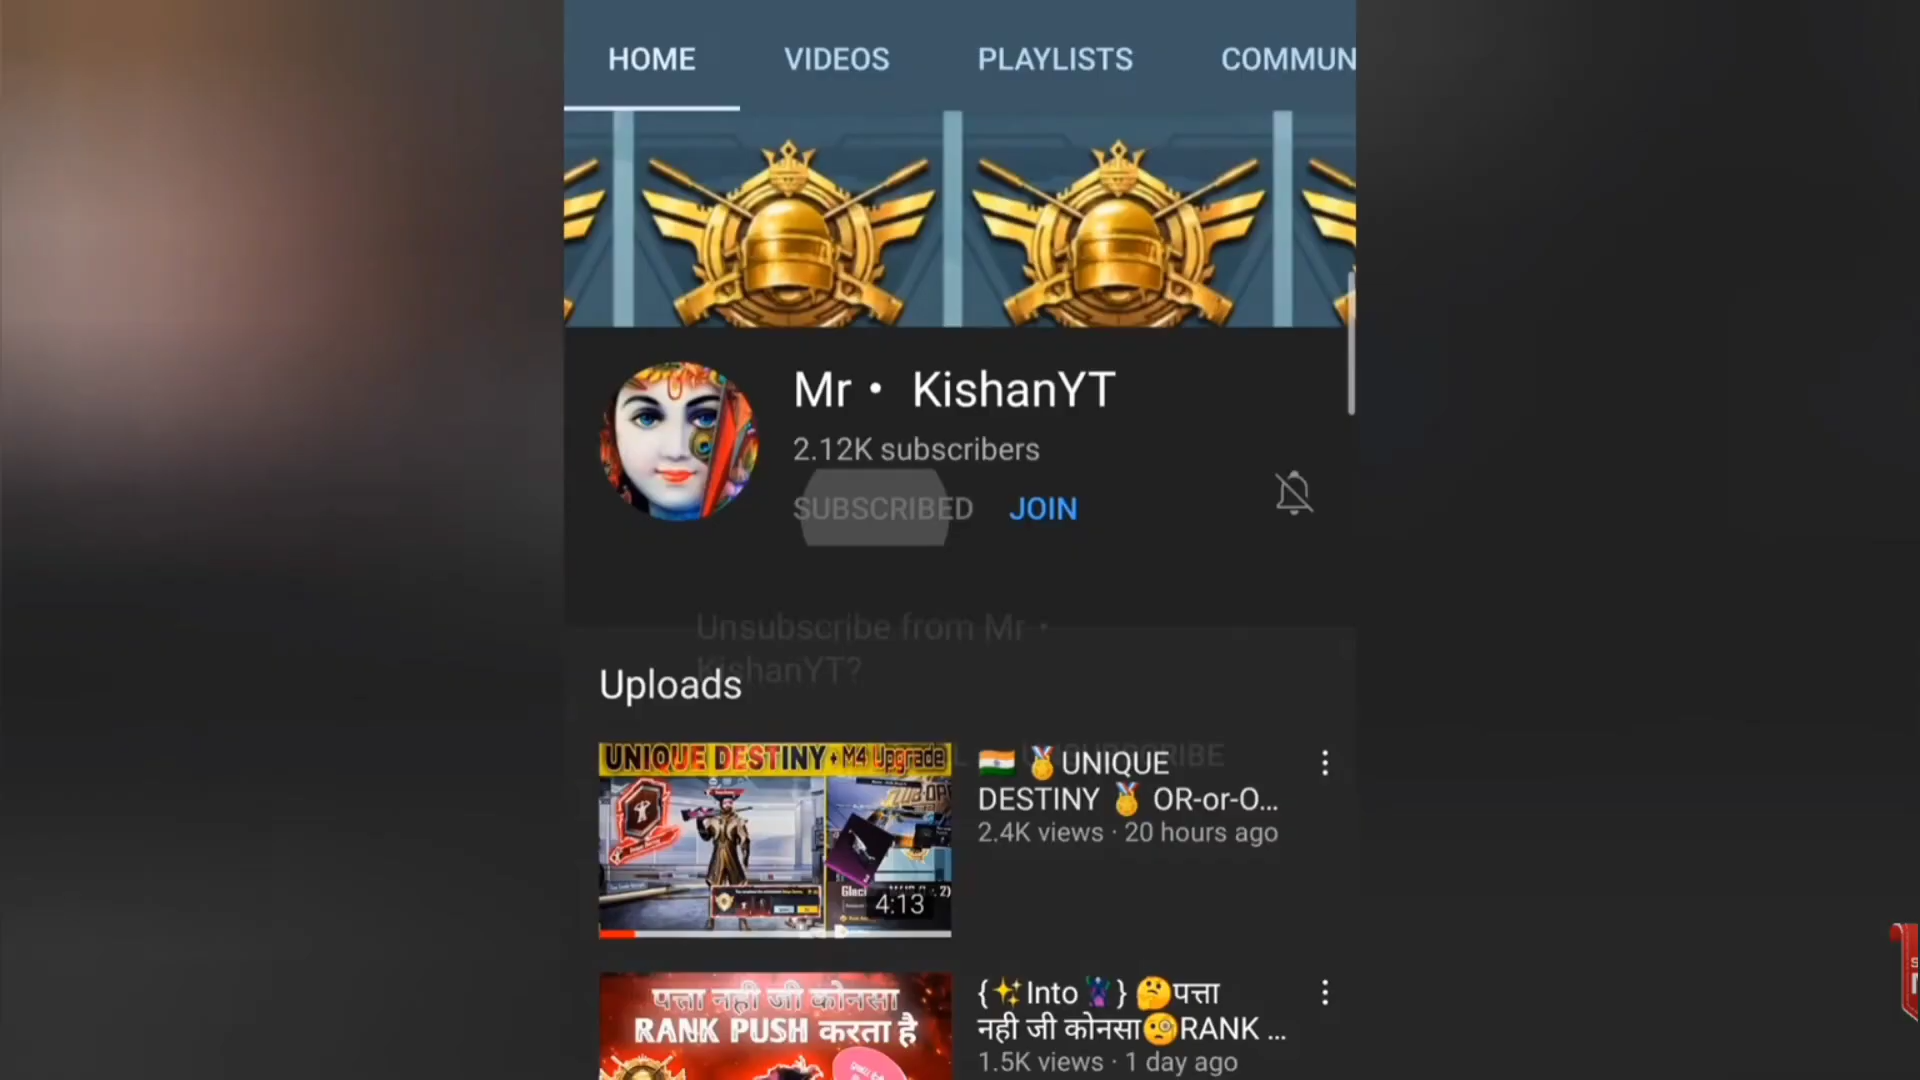 HOME VIDEOS PLAYLISTS COMMUN
Mr • KishanYT
2.12K subscribers
SUBSCRIBED JOIN
Unsubscribe from Mr •
KishanYT?
Uploads
UNSUBSCRIBE
UNIQUE DESTINY + M4 Upgrade
4:13
🇮🇳 🏅UNIQUE
DESTINY 🏅 OR-or-O...
2.4K views · 20 hours ago
पत्ता नही जी कोनसा
RANK PUSH करता है
{✨Into🦹} 🤔पत्ता
नही जी कोनसा🧐RANK ...
1.5K views · 1 day ago